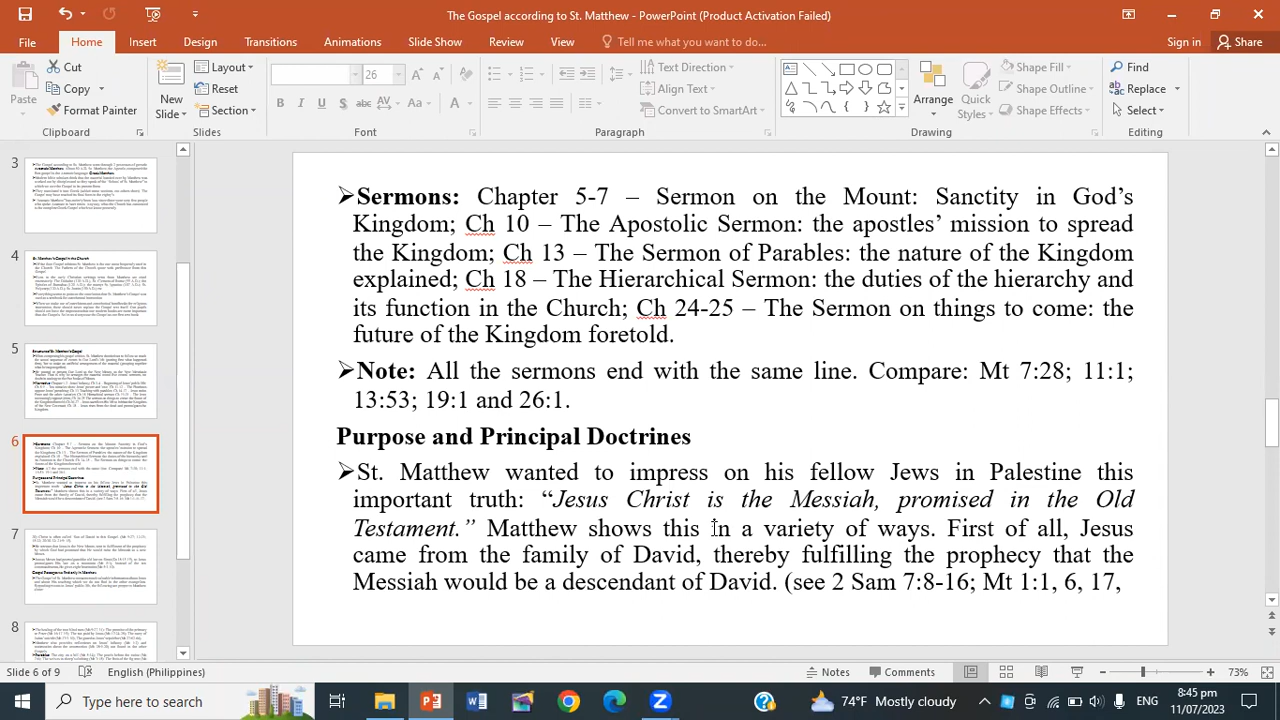 The Gospel according to St. Matthew - PowerPoint (Product Activation Failed)
File Home Insert Design Transitions Animations Slide Show Review View Tell me what you want to do... Sign in Share
Paste Cut Copy Format Painter
Clipboard
New Slide Layout Reset Section
Slides
26
B I U S abc AV Aa A
Font
Text Direction Align Text Convert to SmartArt
Paragraph
Arrange Quick Styles Shape Fill Shape Outline Shape Effects
Drawing
Find Replace Select
Editing
3
4
5
6
7
8
Sermons: Chapter 5-7 – Sermon on the Mount: Sanctity in God's
Kingdom; Ch 10 – The Apostolic Sermon: the apostles' mission to spread
the Kingdom; Ch 13 – The Sermon of Parables: the nature of the Kingdom
explained; Ch 18 – The Hierarchical Sermon: the duties of the hierarchy and
its function in the Church; Ch 24-25 – The Sermon on things to come: the
future of the Kingdom foretold.
Note: All the sermons end with the same line. Compare: Mt 7:28; 11:1;
13:53; 19:1 and 26:1.
Purpose and Principal Doctrines
St. Matthew wanted to impress on his fellow Jews in Palestine this
important truth: “Jesus Christ is the Messiah, promised in the Old
Testament.” Matthew shows this in a variety of ways. First of all, Jesus
came from the family of David, thereby fulfilling the prophecy that the
Messiah would be a descendant of David. (see 2 Sam 7:8-16; Mt 1:1, 6, 17,
Slide 6 of 9 English (Philippines) Notes Comments 73%
Type here to search 74°F Mostly cloudy ENG 8:45 pm
11/07/2023